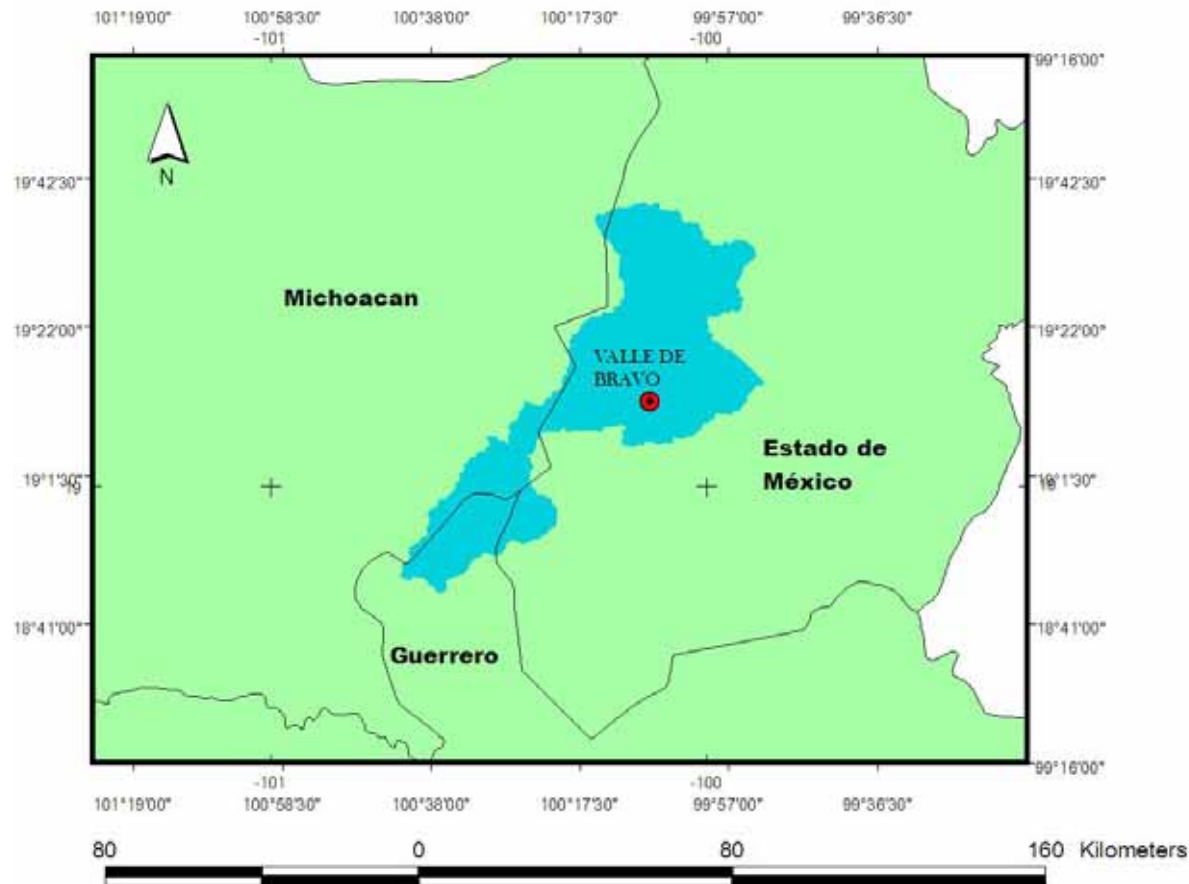 101°19'00" 100°58'30" 100°38'00" 100°17'30" 99°57'00" 99°36'30"
-101 -100
99°16'00"
N
19°42'30" 19°42'30"
Michoacan
19°22'00" 19°22'00"
VALLE DE
BRAVO
Estado de
México
19°1'30" 19°1'30"
19
18°41'00" 18°41'00"
Guerrero
99°16'00"
-101 -100
101°19'00" 100°58'30" 100°38'00" 100°17'30" 99°57'00" 99°36'30"
80 0 80 160 Kilometers